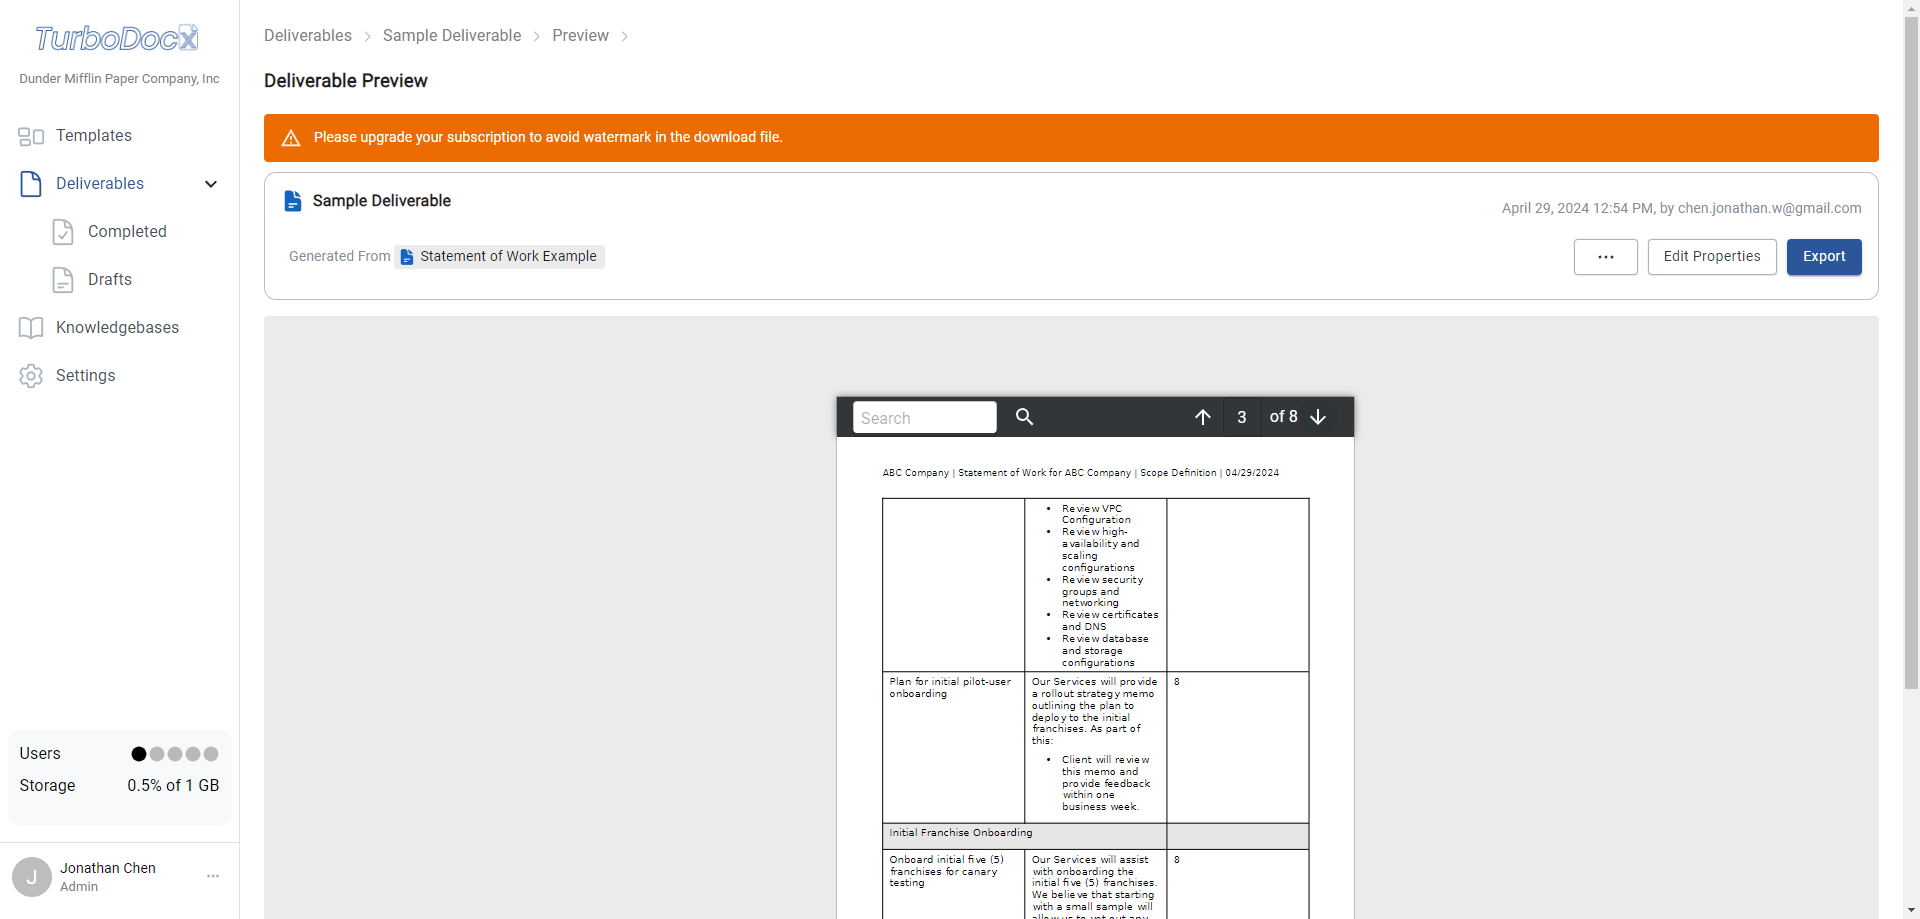 TurboDocX
Dunder Mifflin Paper Company, Inc
Templates
Deliverables
Completed
Drafts
Knowledgebases
Settings
Users
Storage 0.5% of 1 GB
J
Jonathan Chen
Admin
Deliverables > Sample Deliverable > Preview >
Deliverable Preview
Please upgrade your subscription to avoid watermark in the download file.
Sample Deliverable
April 29, 2024 12:54 PM, by chen.jonathan.w@gmail.com
Generated From Statement of Work Example
... Edit Properties Export
Search 3 of 8
ABC Company | Statement of Work for ABC Company | Scope Definition | 04/29/2024
• Review VPC
Configuration
• Review high-
availability and
scaling
configurations
• Review security
groups and
networking
• Review certificates
and DNS
• Review database
and storage
configurations
Plan for initial pilot-user
onboarding
Our Services will provide
a rollout strategy memo
outlining the plan to
deploy to the initial
franchises. As part of
this:
• Client will review
this memo and
provide feedback
within one
business week.
8
Initial Franchise Onboarding
Onboard initial five (5)
franchises for canary
testing
Our Services will assist
with onboarding the
initial five (5) franchises.
We believe that starting
with a small sample will
8